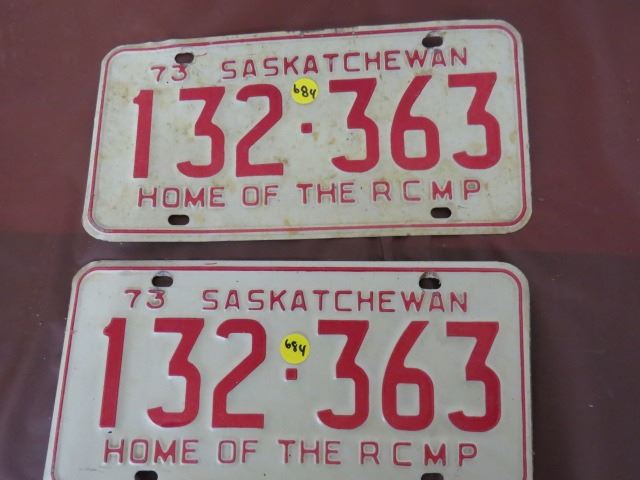 73 SASKATCHEWAN
684
132·363
HOME OF THE RCMP
73 SASKATCHEWAN
684
132·363
HOME OF THE RCMP